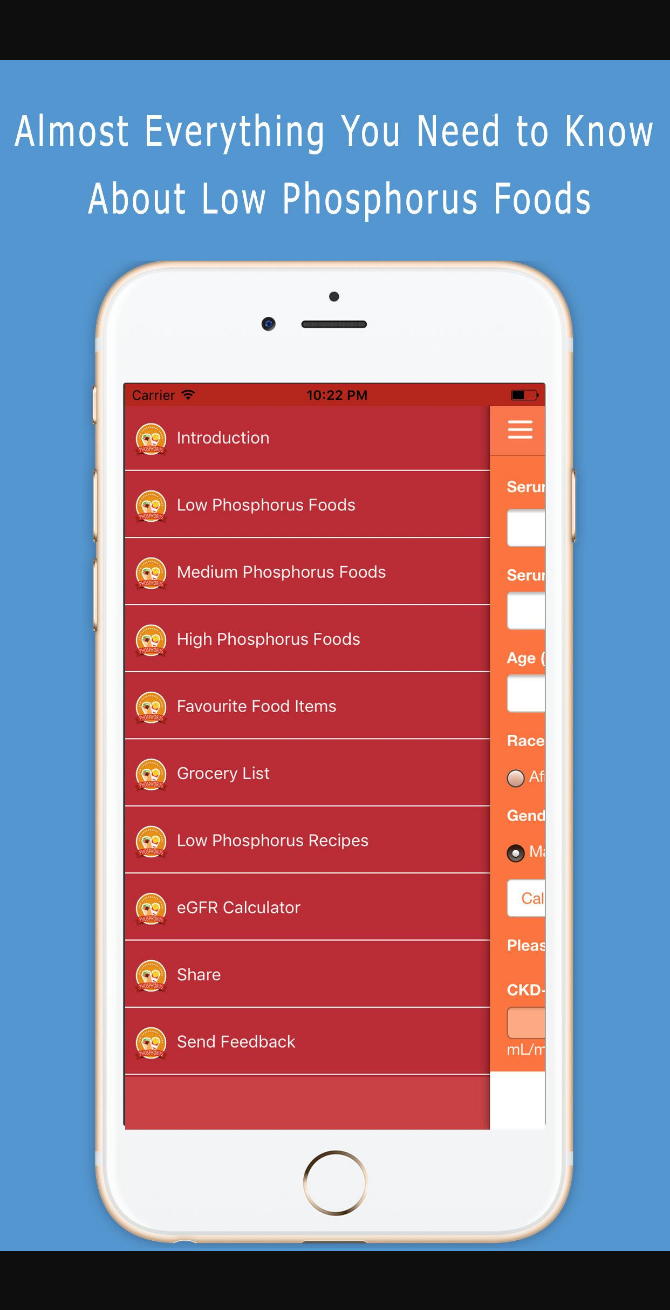 Almost Everything You Need to Know
About Low Phosphorus Foods
Carrier 10:22 PM
Introduction
Low Phosphorus Foods
Medium Phosphorus Foods
High Phosphorus Foods
Favourite Food Items
Grocery List
Low Phosphorus Recipes
eGFR Calculator
Share
Send Feedback
Serur
Serur
Age (
Race
Af
Gend
Ma
Cal
Pleas
CKD-
mL/m